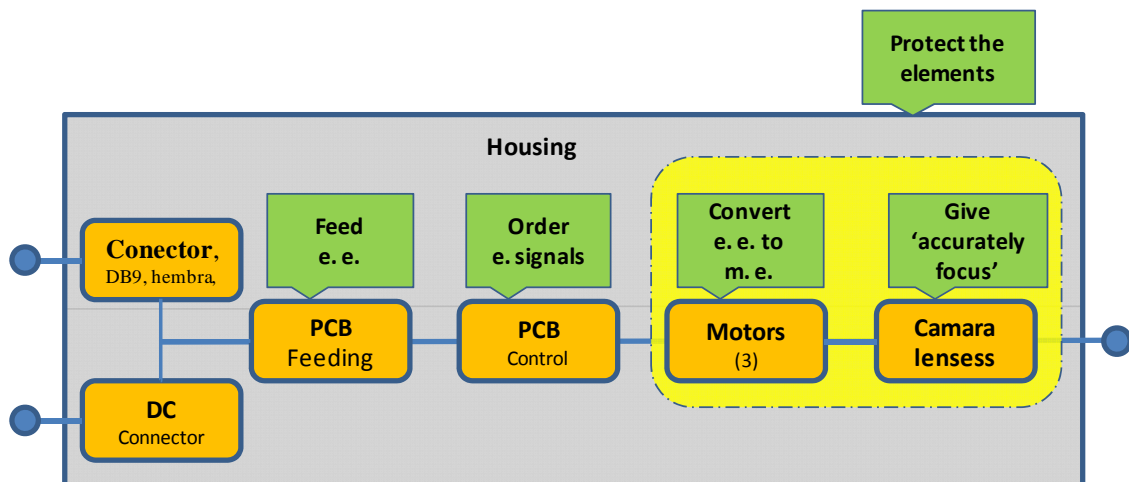 Protect the
elements
Housing
Feed
e. e.
Order
e. signals
Convert
e. e. to
m. e.
Give
‘accurately
focus’
Conector,
DB9, hembra,
PCB
Feeding
PCB
Control
Motors
(3)
Camara
lensess
DC
Connector